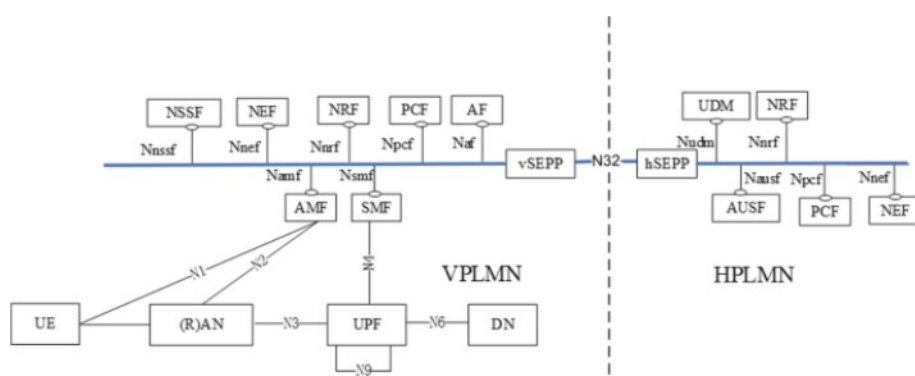 NSSF NEF NRF PCF AF UDM NRF
Nnssf Nnef Nnrf Npcf Naf Nudm Nnrf
vSEPP N32 hSEPP
Namf Nsmf Nausf Npcf Nnef
AMF SMF AUSF PCF NEF
N1 N2 N4
VPLMN HPLMN
UE (R)AN N3 UPF N6 DN
N9